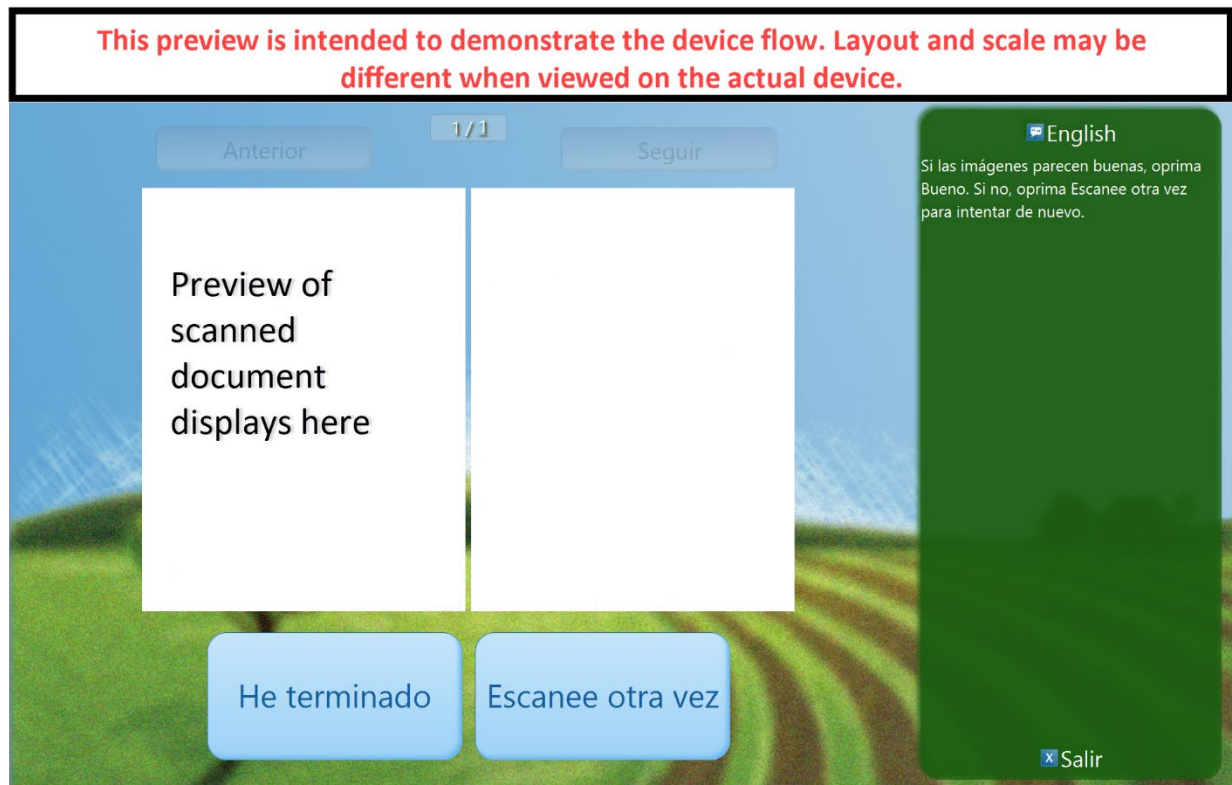 This preview is intended to demonstrate the device flow. Layout and scale may be
different when viewed on the actual device.
Anterior
1 / 1
Seguir
English
Si las imágenes parecen buenas, oprima
Bueno. Si no, oprima Escanee otra vez
para intentar de nuevo.
Preview of
scanned
document
displays here
He terminado
Escanee otra vez
X Salir